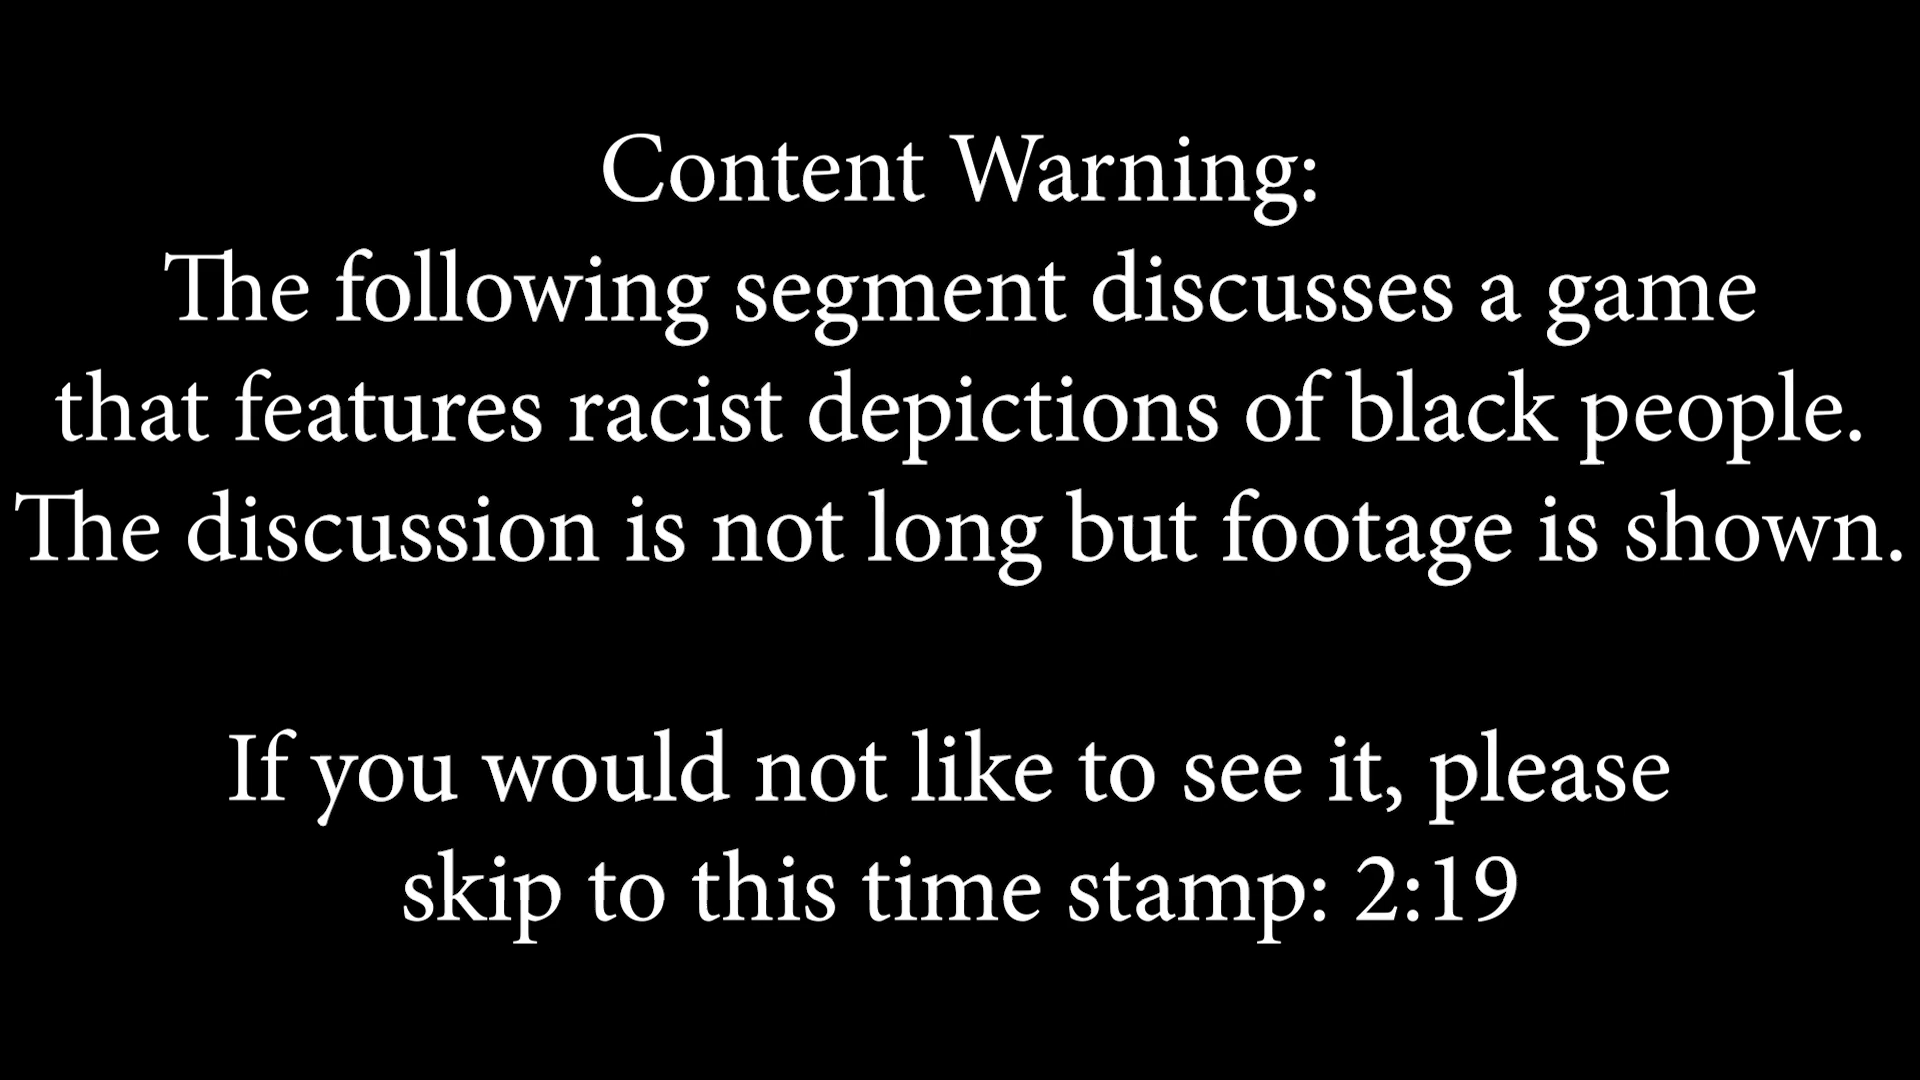 Content Warning:
The following segment discusses a game
that features racist depictions of black people.
The discussion is not long but footage is shown.
If you would not like to see it, please
skip to this time stamp: 2:19